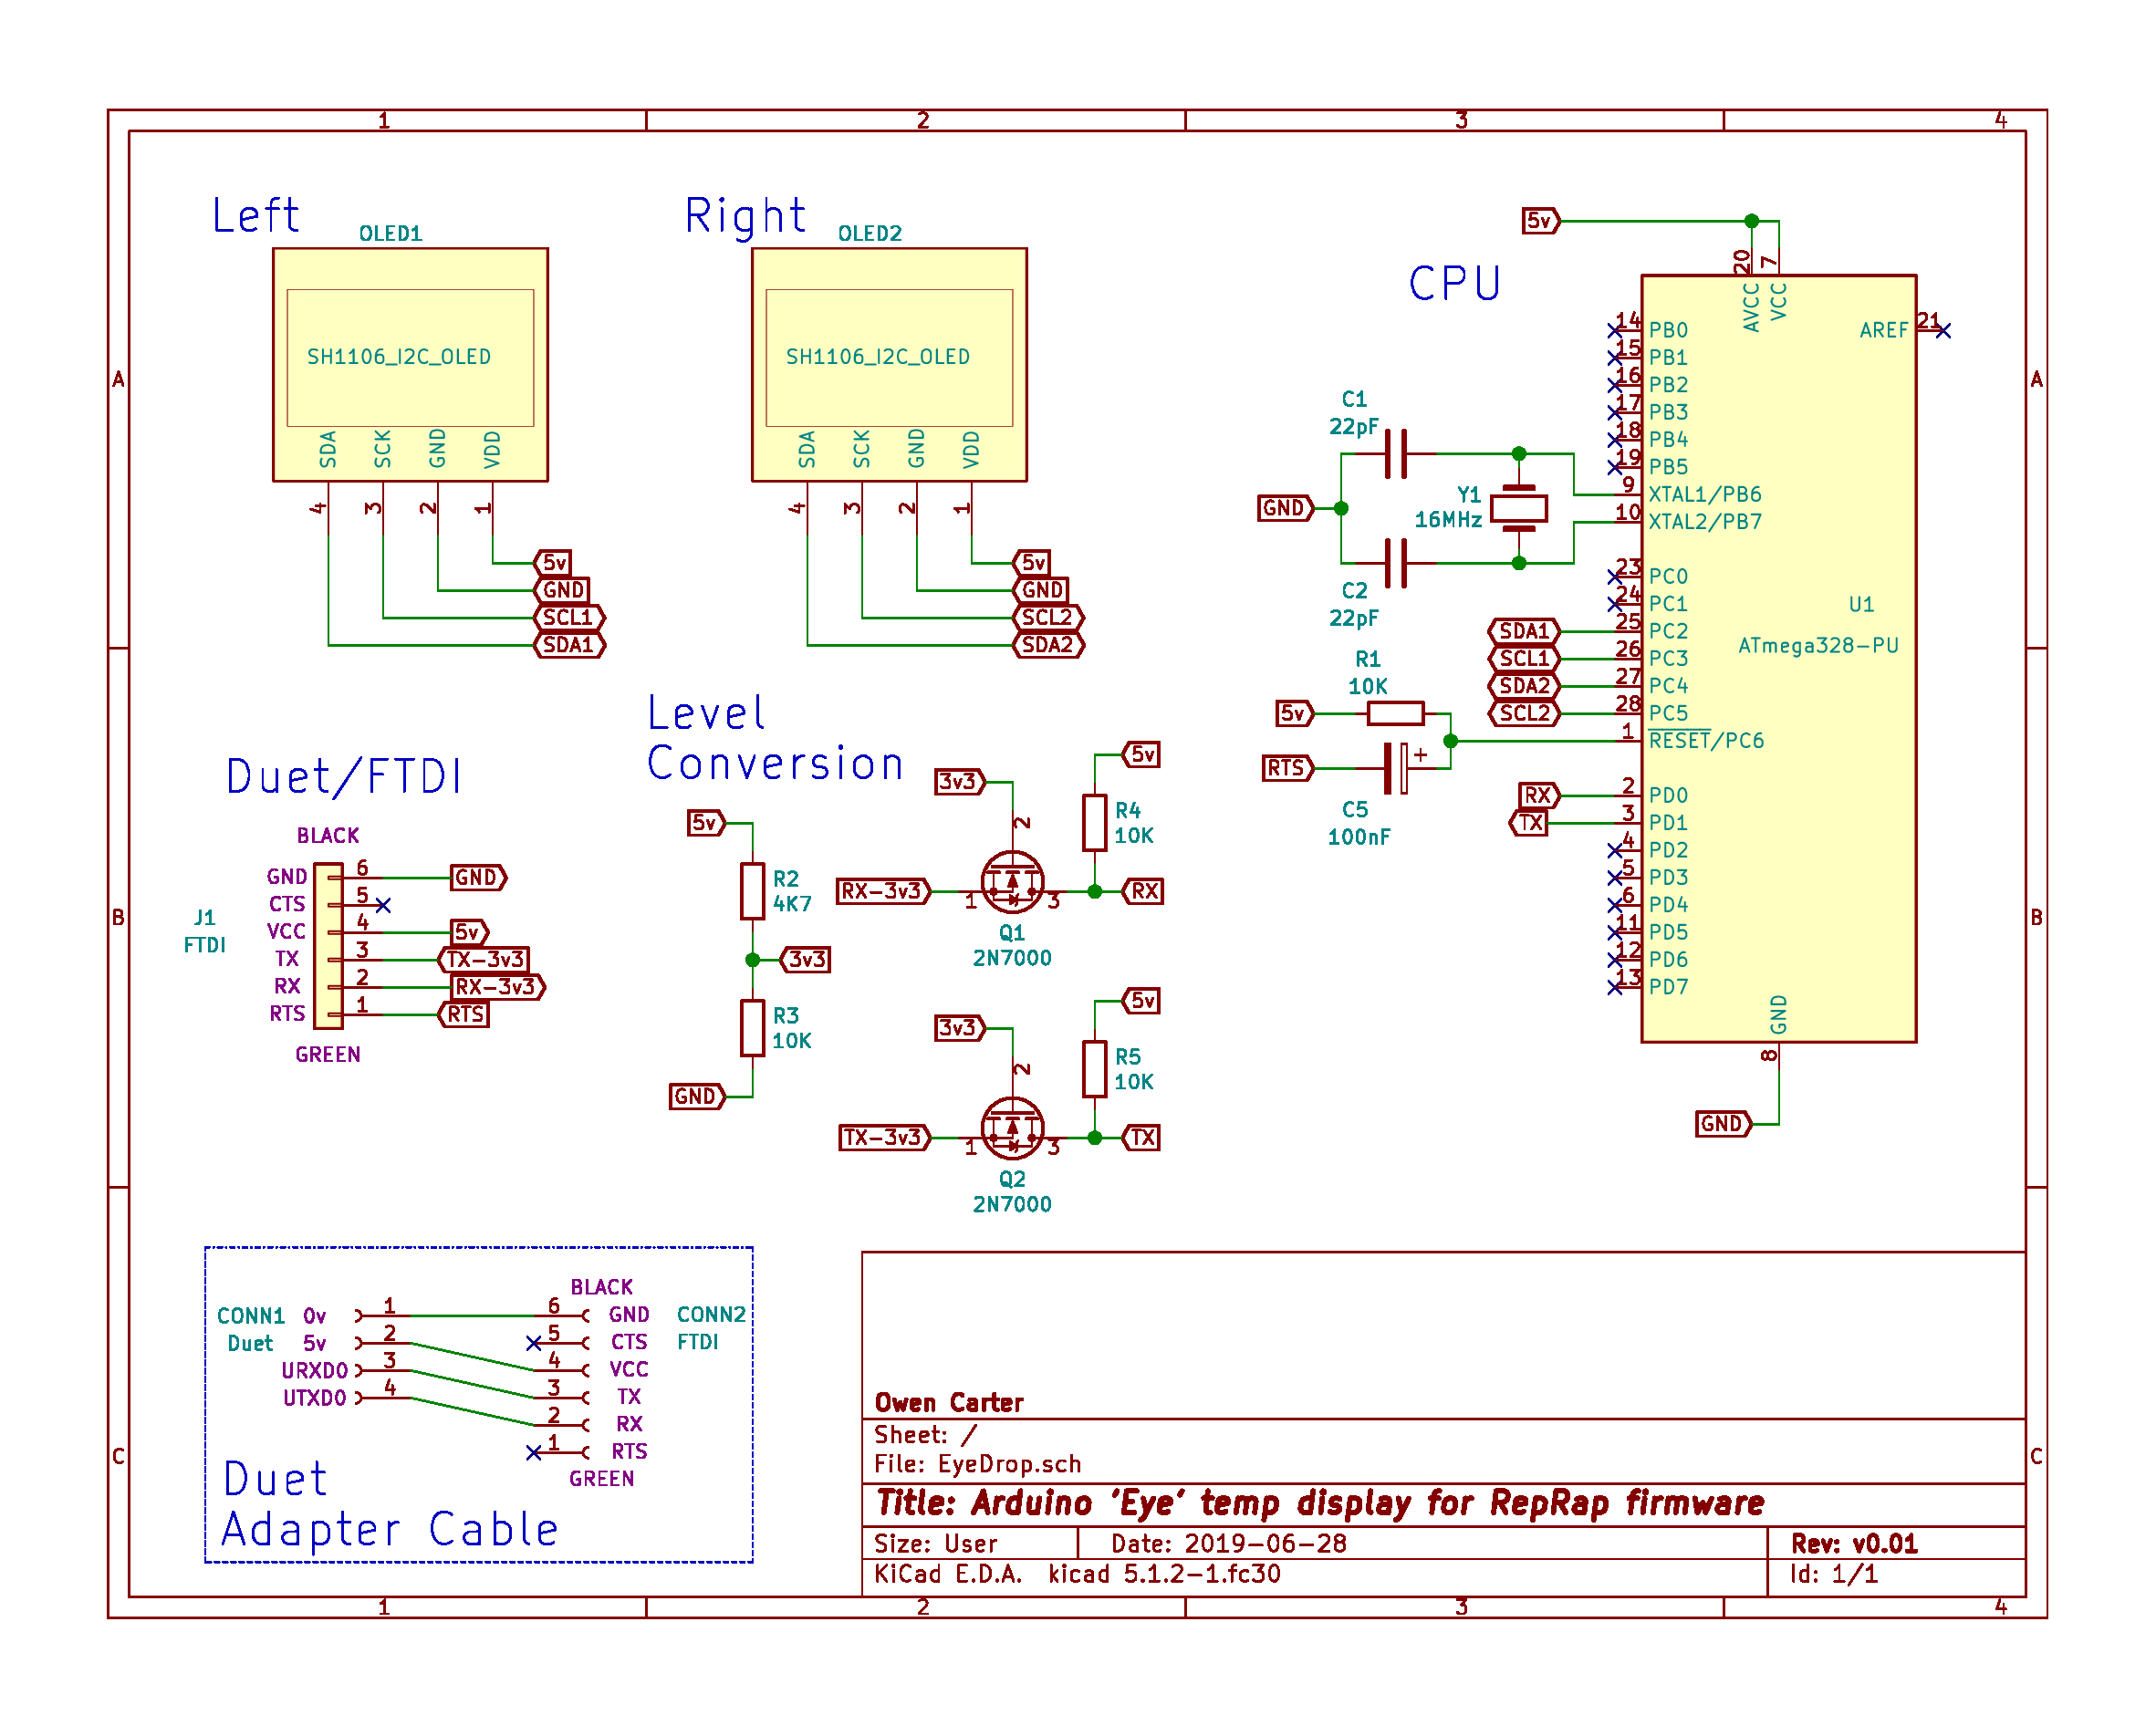 1 2 3 4
A A
B B
C C
Left
OLED1
SH1106_I2C_OLED
SDA SCK GND VDD
4 3 2 1
5v
GND
SCL1
SDA1
Right
OLED2
SH1106_I2C_OLED
SDA SCK GND VDD
4 3 2 1
5v
GND
SCL2
SDA2
CPU
5v
20 7
AVCC VCC
14 PB0
15 PB1
16 PB2
17 PB3
18 PB4
19 PB5
9 XTAL1/PB6
10 XTAL2/PB7
23 PC0
24 PC1
SDA1 25 PC2
SCL1 26 PC3
SDA2 27 PC4
SCL2 28 PC5
1 RESET/PC6
RX 2 PD0
TX 3 PD1
4 PD2
5 PD3
6 PD4
11 PD5
12 PD6
13 PD7
AREF 21
U1
ATmega328-PU
GND
8
GND
C1
22pF
GND
Y1
16MHz
C2
22pF
R1
10K
5v
RTS
+
C5
100nF
Level
Conversion
5v
R2
4K7
3v3
R3
10K
GND
3v3
5v
R4
10K
2
RX-3v3 1 3 RX
Q1
2N7000
3v3
5v
R5
10K
2
TX-3v3 1 3 TX
Q2
2N7000
Duet/FTDI
BLACK
J1
FTDI
GND 6 GND
CTS 5
VCC 4 5v
TX 3 TX-3v3
RX 2 RX-3v3
RTS 1 RTS
GREEN
BLACK
CONN1 0v 1 6 GND CONN2
Duet 5v 2 5 CTS FTDI
URXD0 3 4 VCC
UTXD0 4 3 TX
2 RX
1 RTS
GREEN
Duet
Adapter Cable
Owen Carter
Sheet: /
File: EyeDrop.sch
Title: Arduino 'Eye' temp display for RepRap firmware
Size: User Date: 2019-06-28 Rev: v0.01
KiCad E.D.A. kicad 5.1.2-1.fc30 Id: 1/1
1 2 3 4